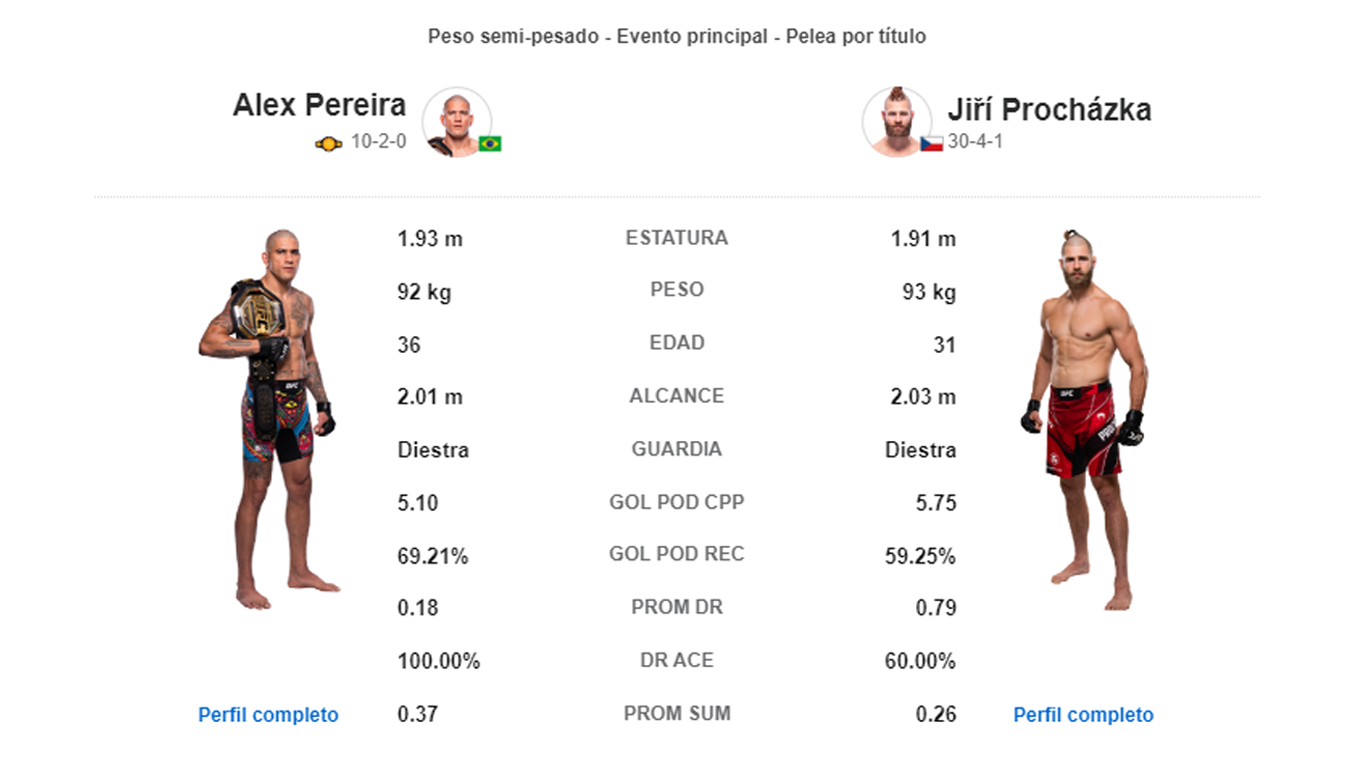 Peso semi-pesado - Evento principal - Pelea por título
Alex Pereira
10-2-0
Jiří Procházka
30-4-1
1.93 m ESTATURA 1.91 m
92 kg PESO 93 kg
36 EDAD 31
2.01 m ALCANCE 2.03 m
Diestra GUARDIA Diestra
5.10 GOL POD CPP 5.75
69.21% GOL POD REC 59.25%
0.18 PROM DR 0.79
100.00% DR ACE 60.00%
Perfil completo 0.37 PROM SUM 0.26 Perfil completo
UFC
UFC
UFC